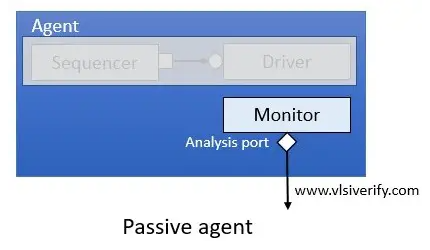 Agent
Sequencer
Driver
Monitor
Analysis port
www.vlsiverify.com
Passive agent